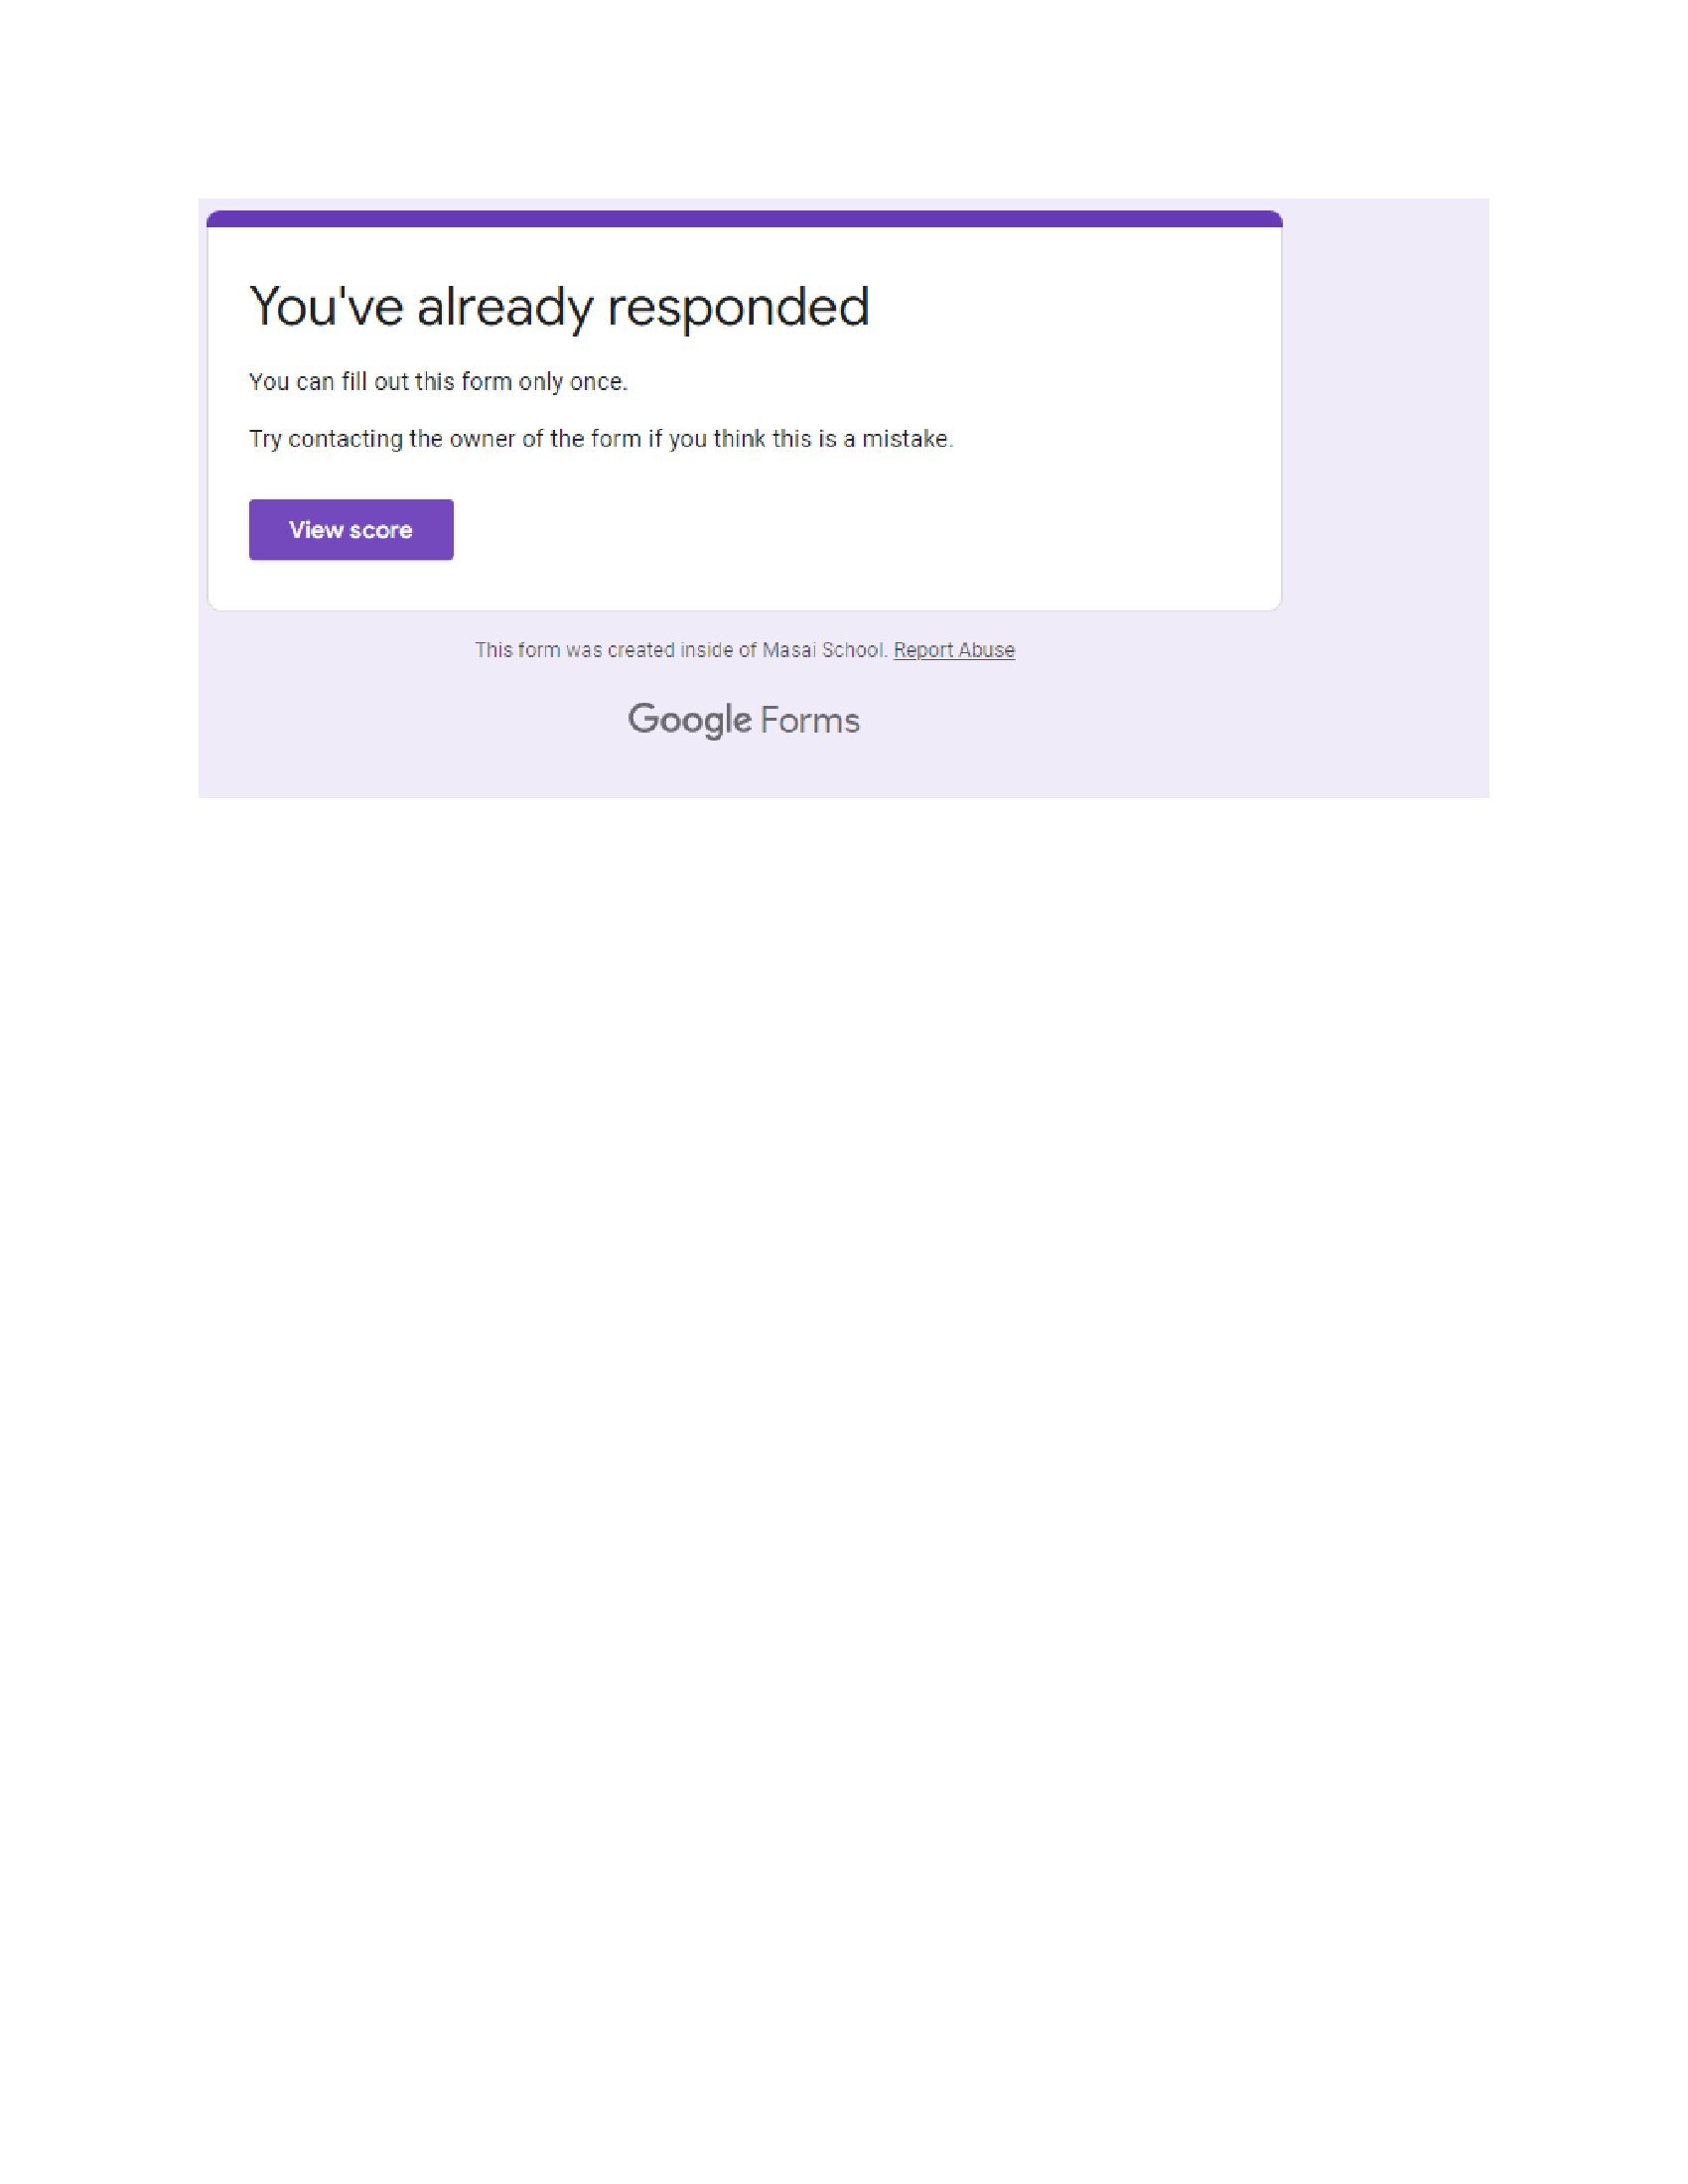 You've already responded
You can fill out this form only once.
Try contacting the owner of the form if you think this is a mistake.
View score
This form was created inside of Masai School. Report Abuse
Google Forms